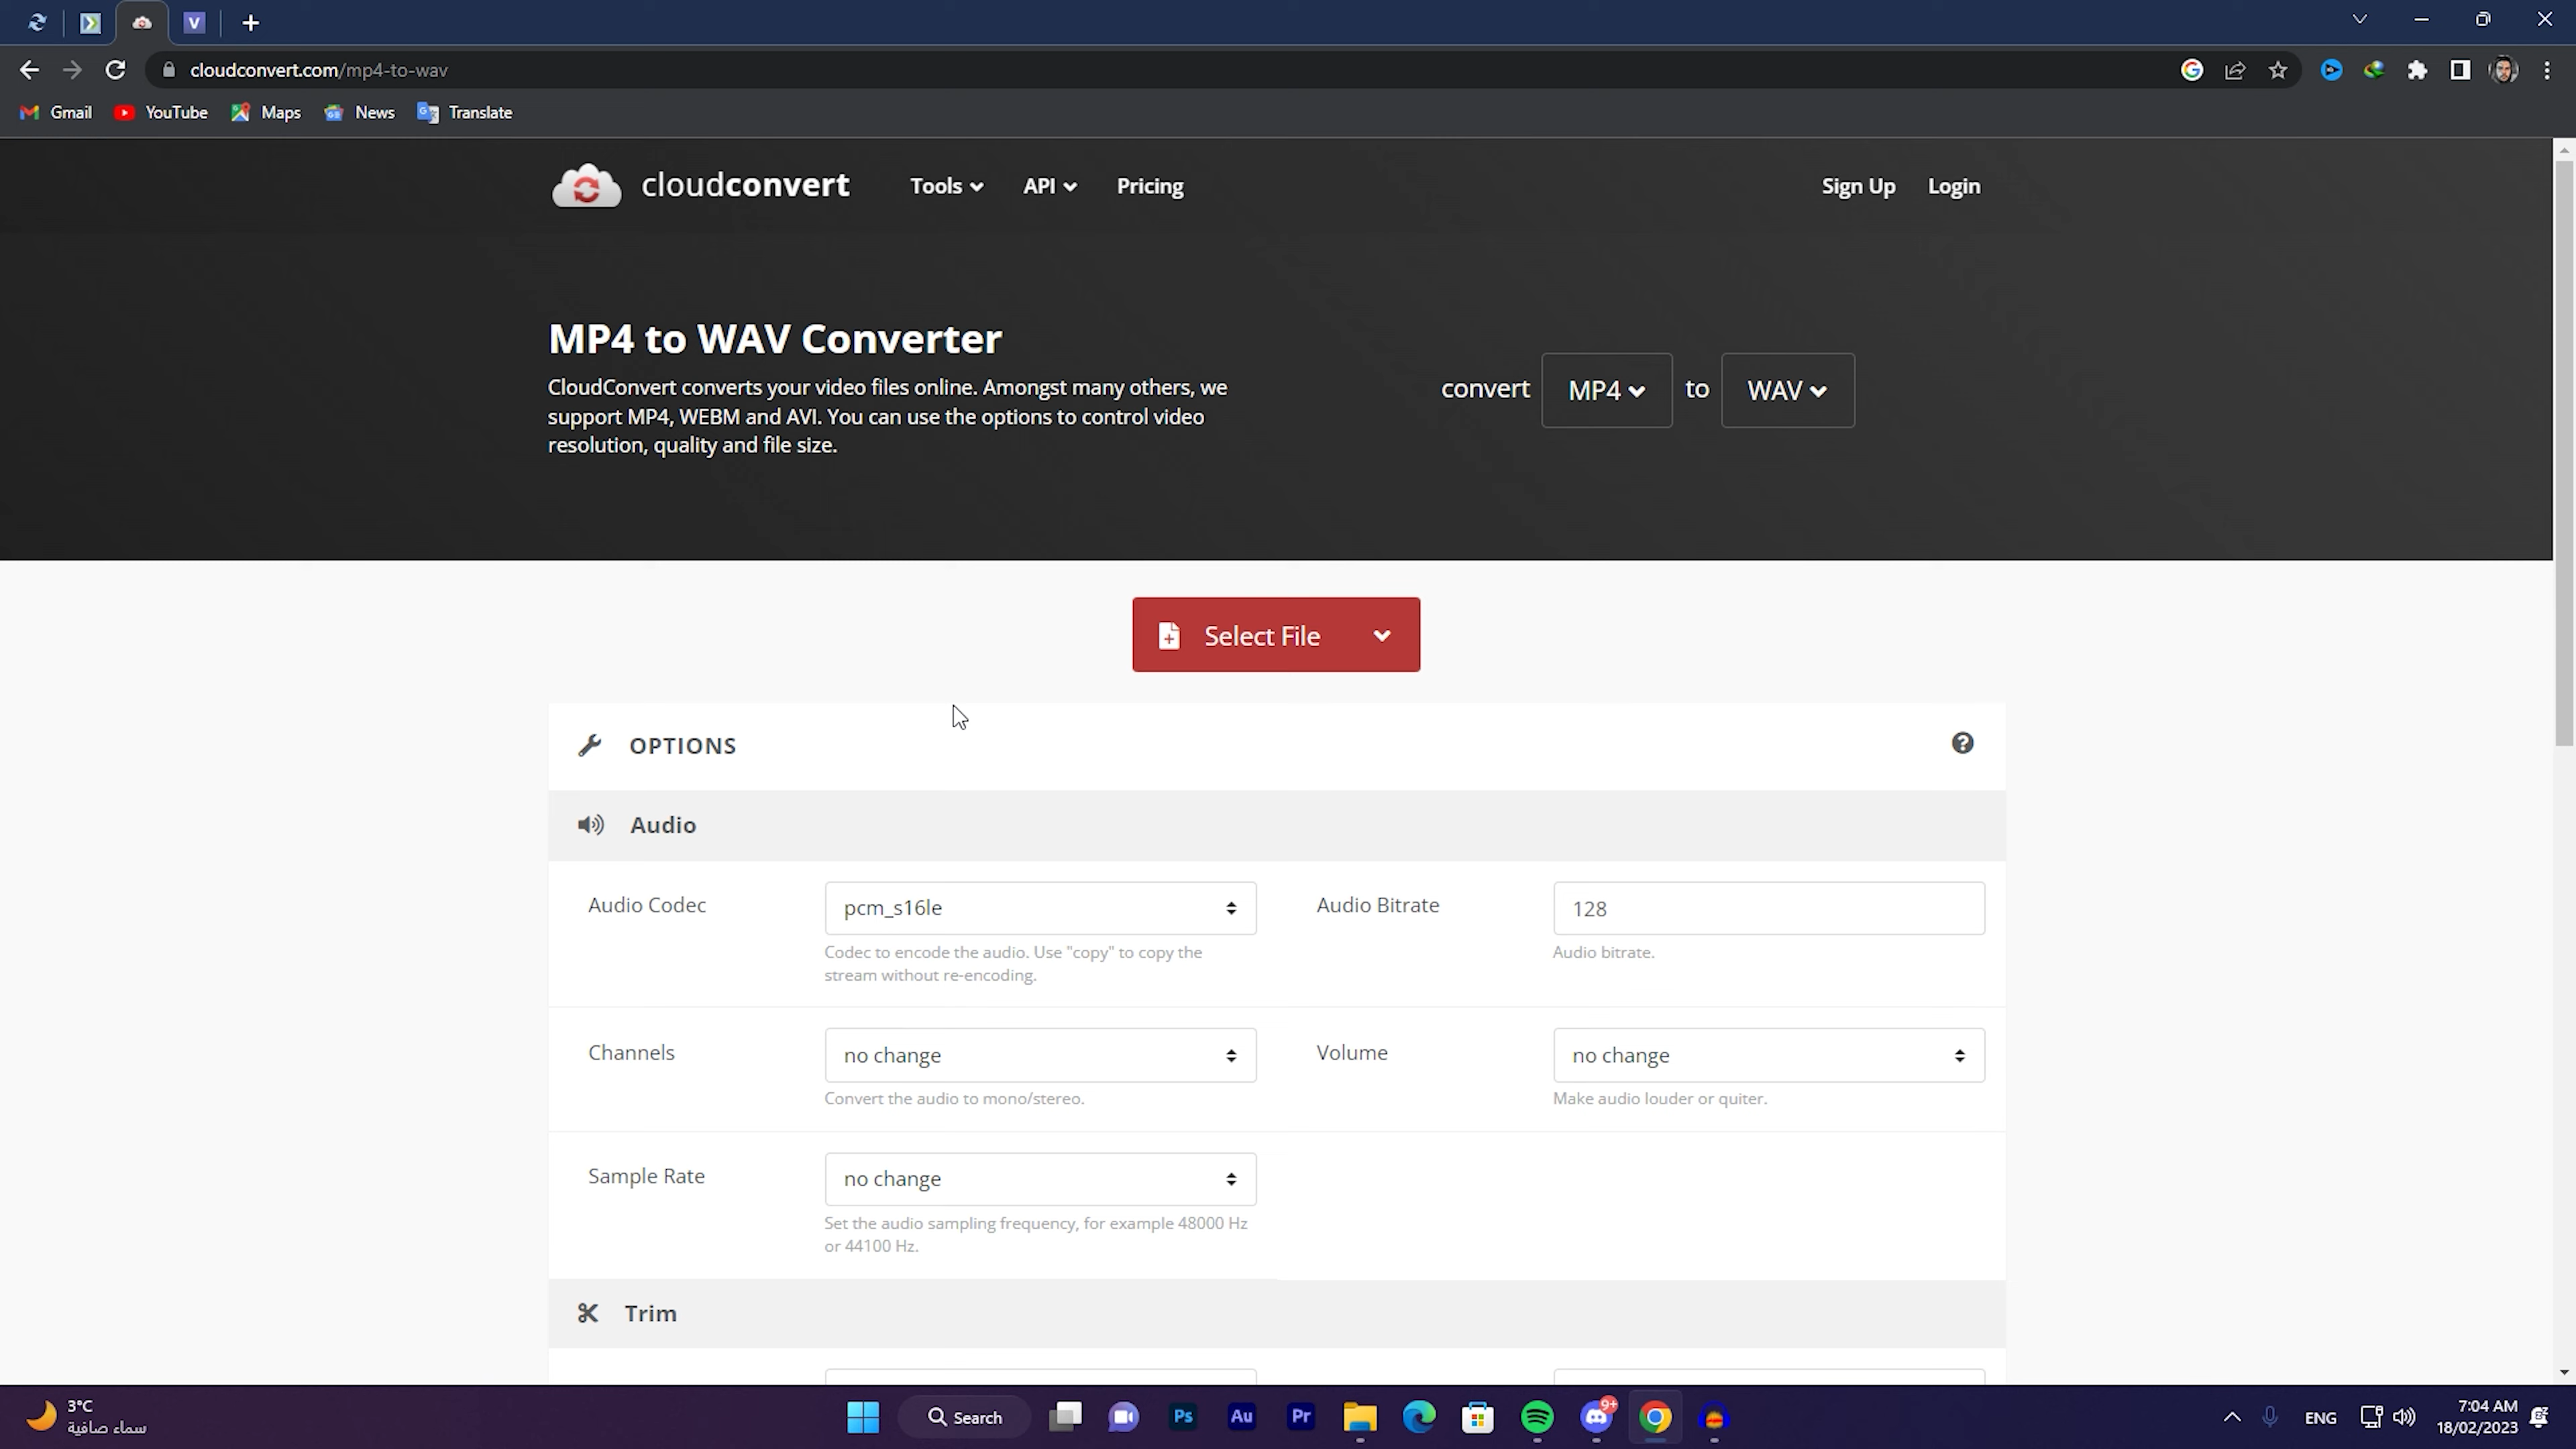 V
cloudconvert.com/mp4-to-wav
Gmail YouTube Maps News Translate
cloudconvert Tools API Pricing Sign Up Login
MP4 to WAV Converter
CloudConvert converts your video files online. Amongst many others, we
support MP4, WEBM and AVI. You can use the options to control video
resolution, quality and file size.
convert MP4 to WAV
Select File
OPTIONS
Audio
Audio Codec pcm_s16le Audio Bitrate 128
Codec to encode the audio. Use "copy" to copy the Audio bitrate.
stream without re-encoding.
Channels no change Volume no change
Convert the audio to mono/stereo. Make audio louder or quiter.
Sample Rate no change
Set the audio sampling frequency, for example 48000 Hz
or 44100 Hz.
Trim
3°C
سماء صافية
Search Ps Au Pr 9+ ENG
7:04 AM
18/02/2023